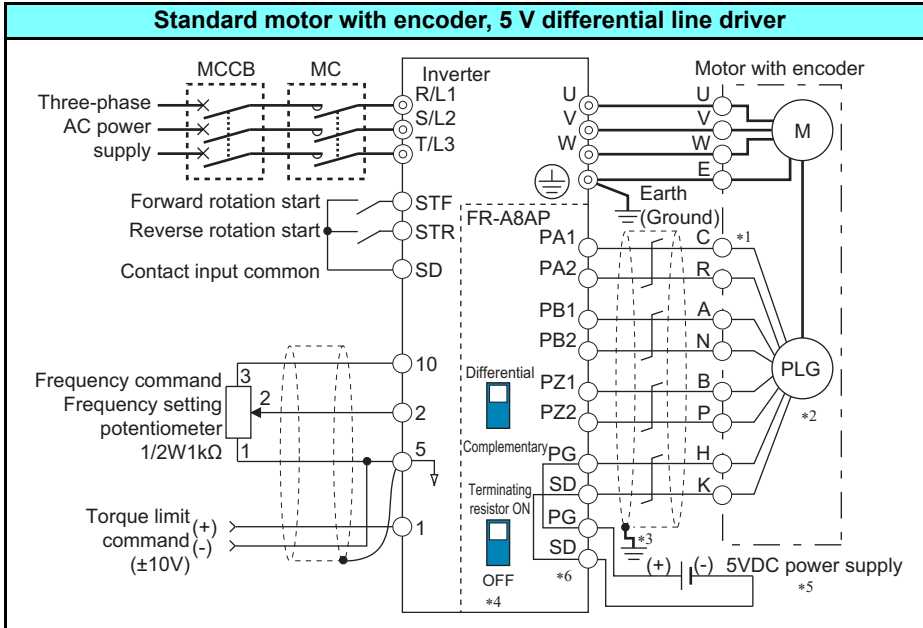 Standard motor with encoder, 5 V differential line driver
MCCB
MC
Inverter
Motor with encoder
Three-phase
AC power
supply
R/L1
S/L2
T/L3
U
V
W
U
V
W
E
M
Earth
(Ground)
Forward rotation start
Reverse rotation start
Contact input common
STF
STR
SD
FR-A8AP
PA1
PA2
PB1
PB2
PZ1
PZ2
PG
SD
PG
SD
C
R
A
N
B
P
H
K
*1
PLG
*2
*3
Differential
Complementary
Terminating
resistor ON
OFF
*4
*6
Frequency command
Frequency setting
potentiometer
1/2W1kΩ
3
2
1
10
2
5
1
Torque limit
command
(±10V)
(+)
(-)
(+)
(-)
5VDC power supply
*5